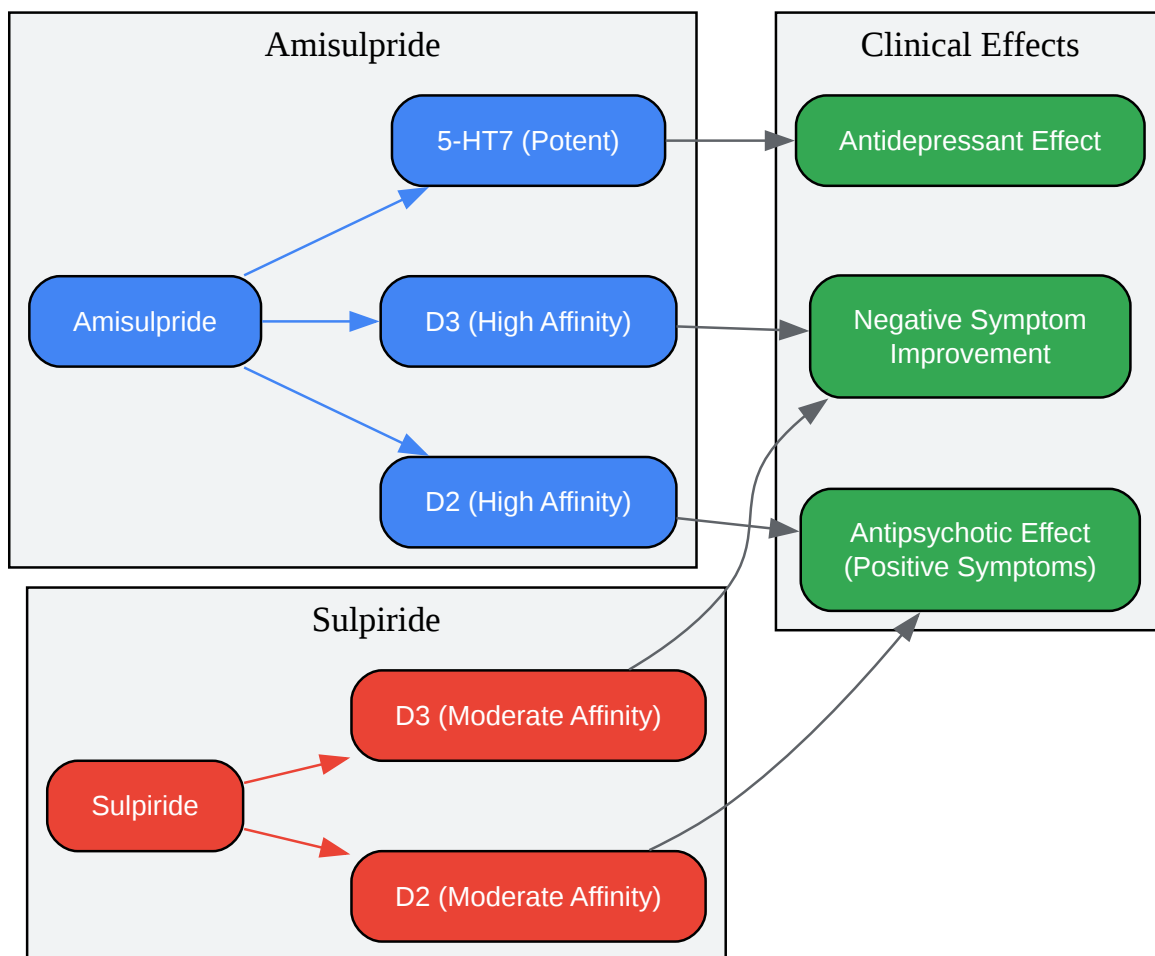 Amisulpride
Clinical Effects
5-HT7 (Potent)
Antidepressant Effect
Amisulpride
D3 (High Affinity)
Negative Symptom
Improvement
D2 (High Affinity)
Antipsychotic Effect
(Positive Symptoms)
Sulpiride
D3 (Moderate Affinity)
Sulpiride
D2 (Moderate Affinity)